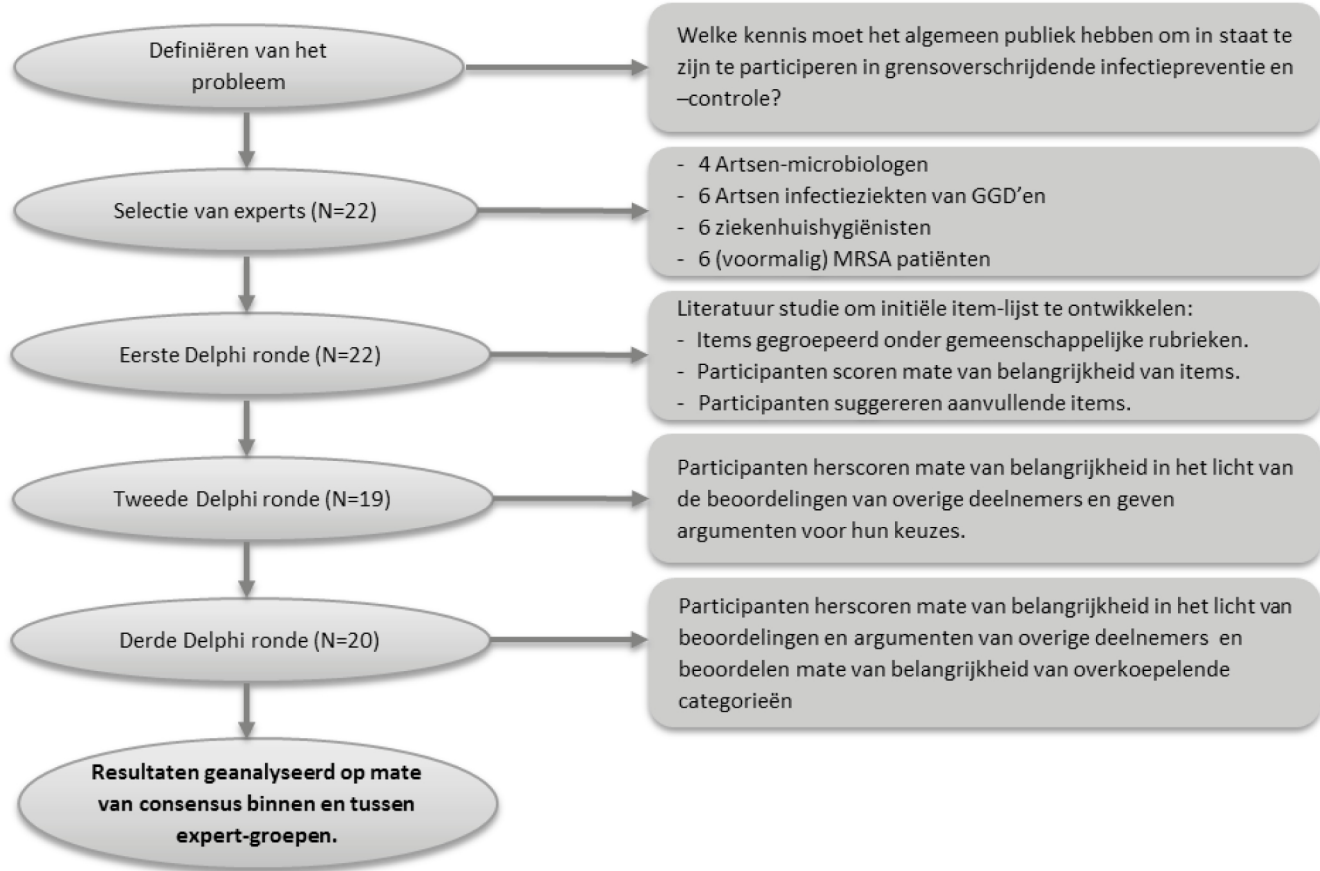 Definiëren van het
probleem
Welke kennis moet het algemeen publiek hebben om in staat te
zijn te participeren in grensoverschrijdende infectiepreventie en
–controle?
Selectie van experts (N=22)
- 4 Artsen-microbiologen
- 6 Artsen infectieziekten van GGD’en
- 6 ziekenhuishygiënisten
- 6 (voormalig) MRSA patiënten
Eerste Delphi ronde (N=22)
Literatuur studie om initiële item-lijst te ontwikkelen:
- Items gegroepeerd onder gemeenschappelijke rubrieken.
- Participanten scoren mate van belangrijkheid van items.
- Participanten suggereren aanvullende items.
Tweede Delphi ronde (N=19)
Participanten herscoren mate van belangrijkheid in het licht van
de beoordelingen van overige deelnemers en geven
argumenten voor hun keuzes.
Derde Delphi ronde (N=20)
Participanten herscoren mate van belangrijkheid in het licht van
beoordelingen en argumenten van overige deelnemers en
beoordelen mate van belangrijkheid van overkoepelende
categorieën
Resultaten geanalyseerd op mate
van consensus binnen en tussen
expert-groepen.